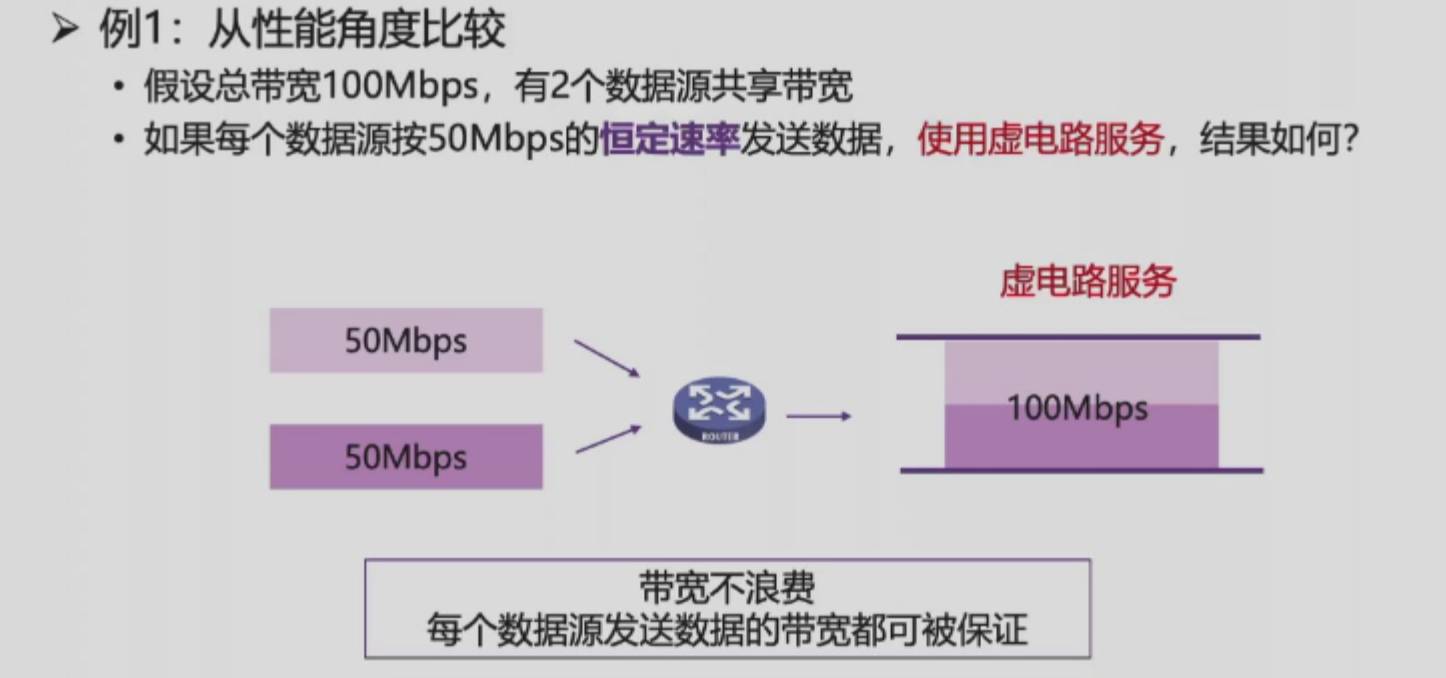 ➤ 例1：从性能角度比较
• 假设总带宽100Mbps，有2个数据源共享带宽
• 如果每个数据源按50Mbps的恒定速率发送数据，使用虚电路服务，结果如何？
虚电路服务
50Mbps
100Mbps
ROUTER
50Mbps
带宽不浪费
每个数据源发送数据的带宽都可被保证